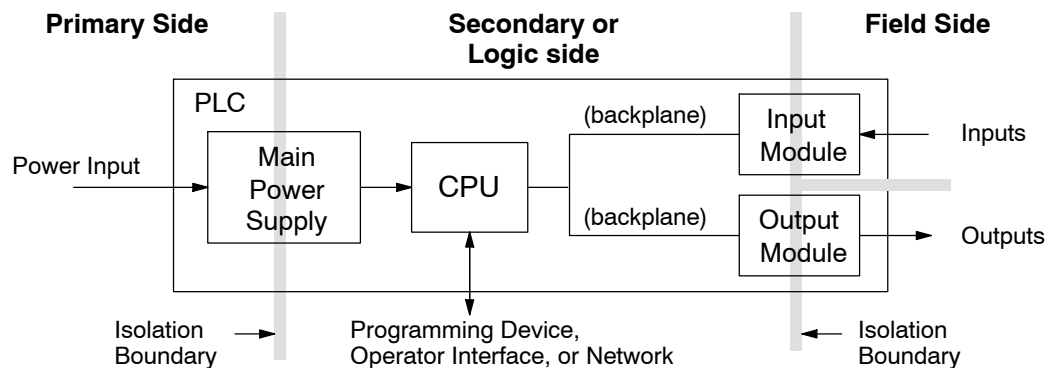 Primary Side
Secondary or
Logic side
Field Side
PLC
Power Input
Main
Power
Supply
CPU
(backplane)
(backplane)
Input
Module
Inputs
Output
Module
Outputs
Isolation
Boundary
Programming Device,
Operator Interface, or Network
Isolation
Boundary